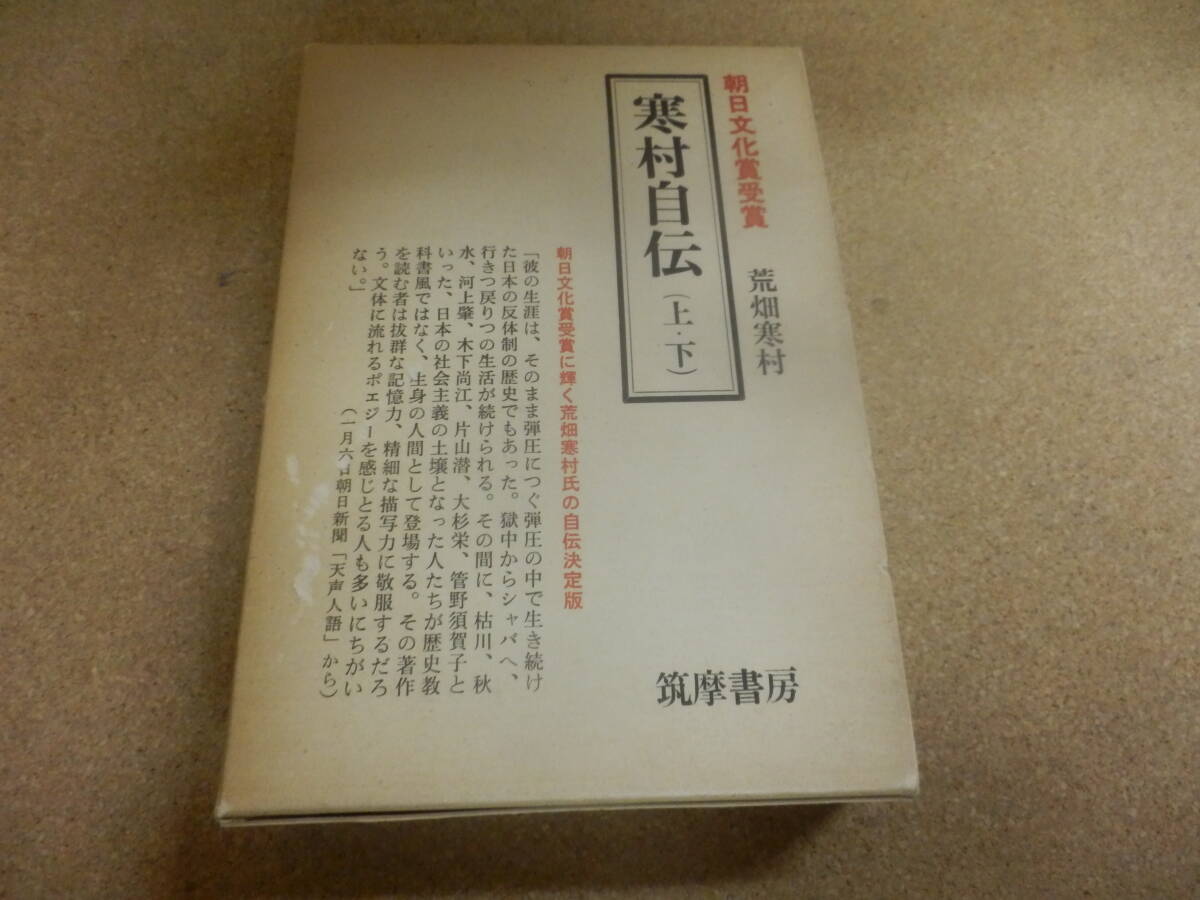 朝日文化賞受賞
荒畑寒村
寒村自伝(上・下)
筑摩書房
朝日文化賞受賞に輝く荒畑寒村氏の自伝決定版
「彼の生涯は、そのまま弾圧につぐ弾圧の中で生き続け
た日本の反体制の歴史でもあった。獄中からシャバへ、
行きつ戻りつの生活が続けられる。その間に、枯川、秋
水、河上肇、木下尚江、片山潜、大杉栄、管野須賀子と
いった、日本の社会主義の土壌となった人たちが歴史教
科書風ではなく、生身の人間として登場する。その著作
を読む者は抜群な記憶力、精細な描写力に敬服するだろ
う。文体に流れるポエジーを感じとる人も多いにちがい
ない。」
(一月六日朝日新聞「天声人語」から)